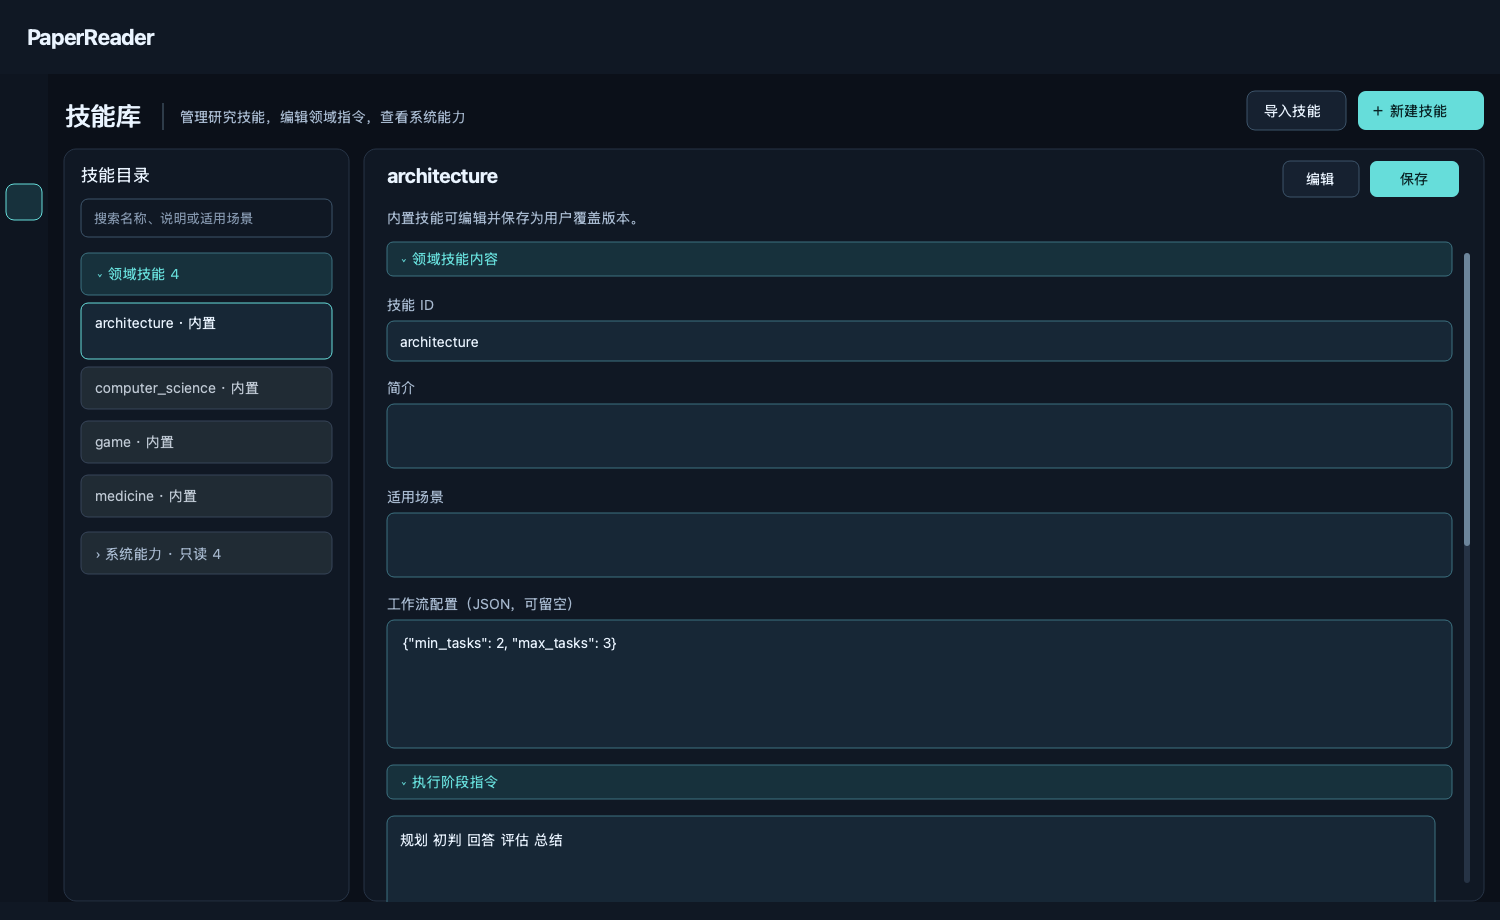 PaperReader
技能库
管理研究技能，编辑领域指令，查看系统能力
导入技能
+ 新建技能
技能目录
搜索名称、说明或适用场景
⌄ 领域技能 4
architecture · 内置
computer_science · 内置
game · 内置
medicine · 内置
› 系统能力 · 只读 4
architecture
编辑
保存
内置技能可编辑并保存为用户覆盖版本。
⌄ 领域技能内容
技能 ID
architecture
简介
适用场景
工作流配置（JSON，可留空）
{"min_tasks": 2, "max_tasks": 3}
⌄ 执行阶段指令
规划 初判 回答 评估 总结